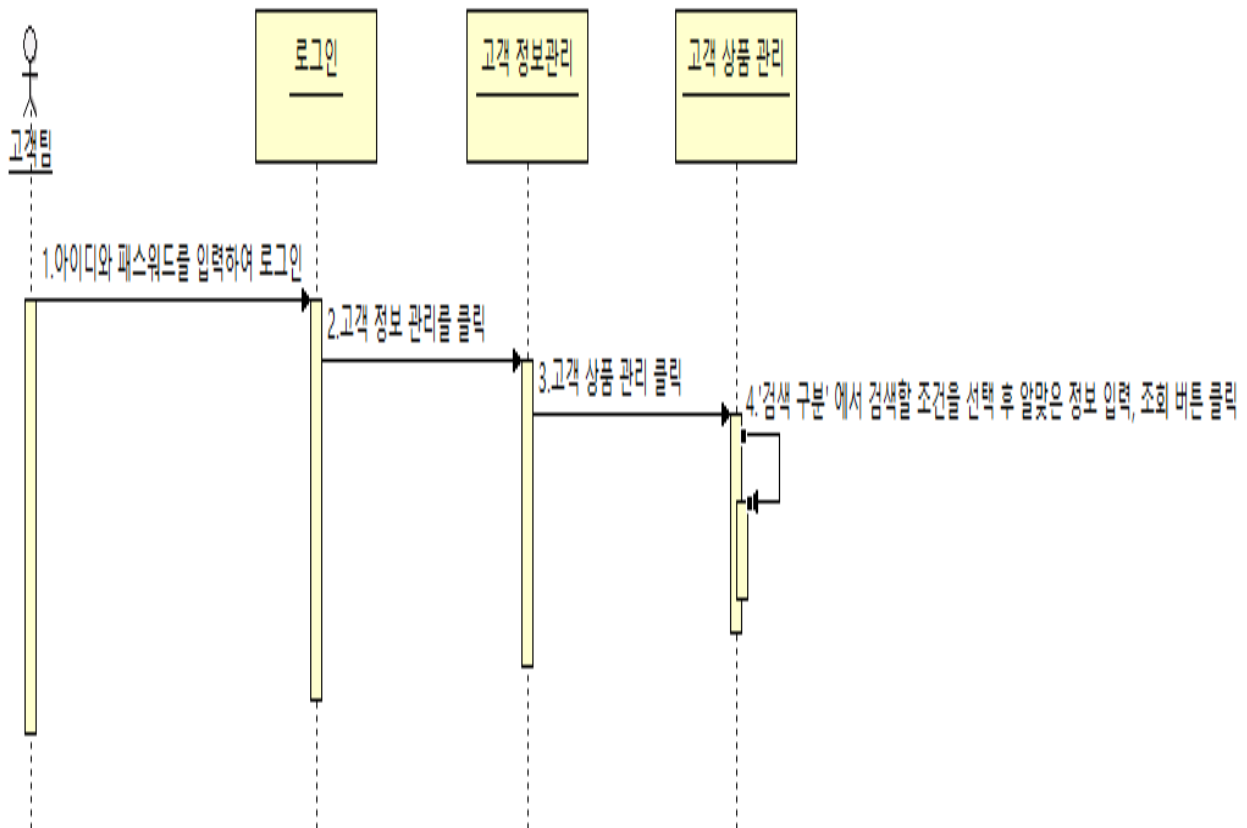 로그인
고객 정보관리
고객 상품 관리
고객팀
1.아이디와 패스워드를 입력하여 로그인
2.고객 정보 관리를 클릭
3.고객 상품 관리 클릭
4.'검색 구분' 에서 검색할 조건을 선택 후 알맞은 정보 입력, 조회 버튼 클릭